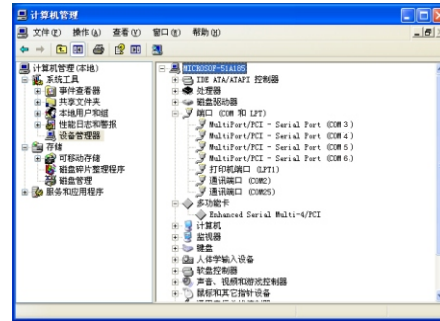 计算机管理
文件(F) 操作(A) 查看(V) 窗口(W) 帮助(H)
计算机管理(本地)
系统工具
事件查看器
共享文件夹
本地用户和组
性能日志和警报
设备管理器
存储
可移动存储
磁盘碎片整理程序
磁盘管理
服务和应用程序
MICROSOF-51A185
IDE ATA/ATAPI 控制器
处理器
磁盘驱动器
端口 (COM 和 LPT)
MultiPort/PCI - Serial Port (COM 3)
MultiPort/PCI - Serial Port (COM 4)
MultiPort/PCI - Serial Port (COM 5)
MultiPort/PCI - Serial Port (COM 6)
打印机端口 (LPT1)
通讯端口 (COM2)
通讯端口 (COM25)
多功能卡
Enhanced Serial Multi-4/PCI
计算机
监视器
键盘
人体学输入设备
软盘控制器
声音、视频和游戏控制器
鼠标和其它指针设备